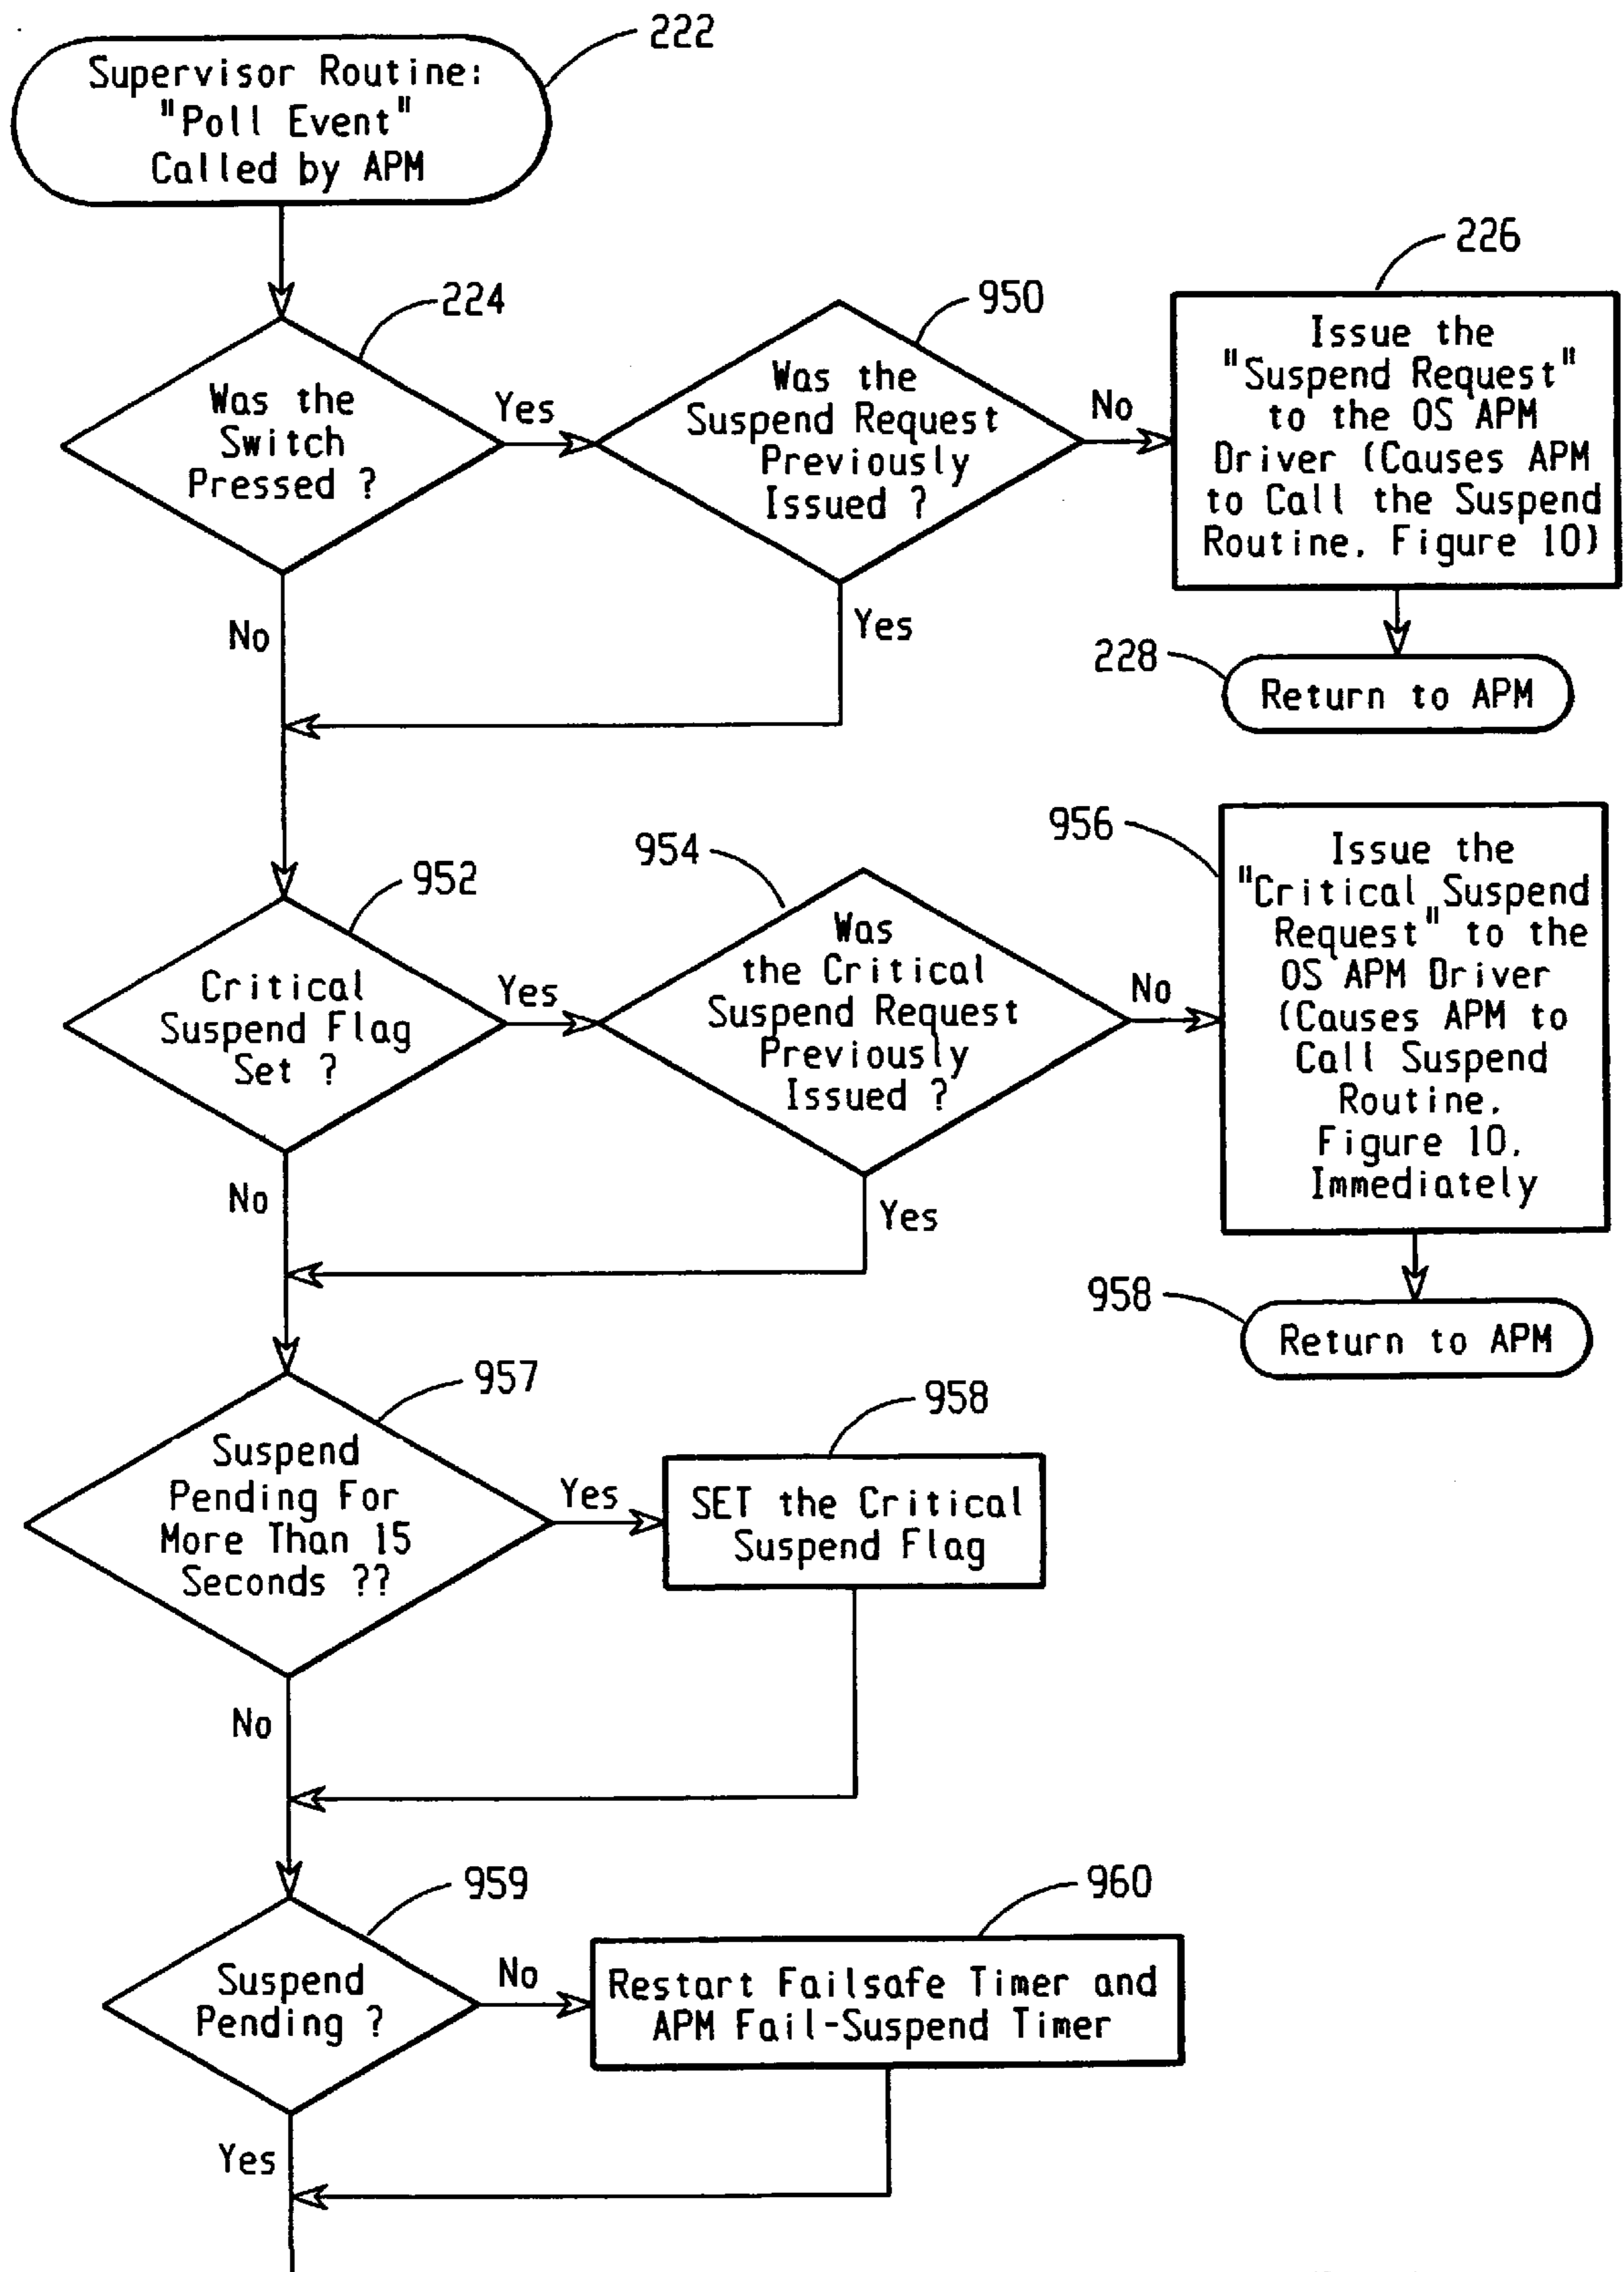 222
Supervisor Routine:
"Poll Event"
Called by APM
224
Was the
Switch
Pressed ?
Yes
No
950
Was the
Suspend Request
Previously
Issued ?
No
Yes
226
Issue the
"Suspend Request"
to the OS APM
Driver (Causes APM
to Call the Suspend
Routine. Figure 10)
228
Return to APM
952
Critical
Suspend Flag
Set ?
Yes
No
954
Was
the Critical
Suspend Request
Previously
Issued ?
No
Yes
956
Issue the
"Critical Suspend
Request" to the
OS APM Driver
(Causes APM to
Call Suspend
Routine.
Figure 10.
Immediately
958
Return to APM
957
Suspend
Pending For
More Than 15
Seconds ??
Yes
No
958
SET the Critical
Suspend Flag
959
Suspend
Pending ?
No
Yes
960
Restart Failsafe Timer and
APM Fail-Suspend Timer